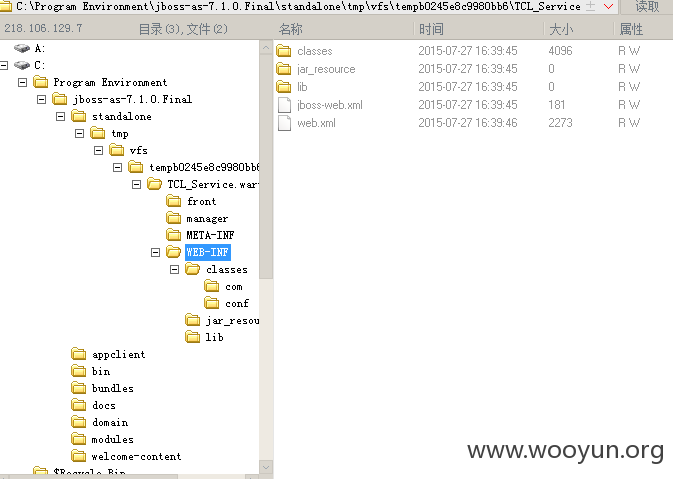 C:\Program Environment\jboss-as-7.1.0.Final\standalone\tmp\vfs\tempb0245e8c9980bb6\TCL_Service 读取
218.106.129.7 目录(3),文件(2) 名称 时间 大小 属性
A:
C:
Program Environment
jboss-as-7.1.0.Final
standalone
tmp
vfs
tempb0245e8c9980bb6
TCL_Service.war
front
manager
META-INF
WEB-INF
classes
com
conf
jar_resou
lib
appclient
bin
bundles
docs
domain
modules
welcome-content
$Recycle.Bin
classes 2015-07-27 16:39:45 4096 R W
jar_resource 2015-07-27 16:39:45 0 R W
lib 2015-07-27 16:39:45 0 R W
jboss-web.xml 2015-07-27 16:39:45 181 R W
web.xml 2015-07-27 16:39:46 2273 R W
www.wooyun.org